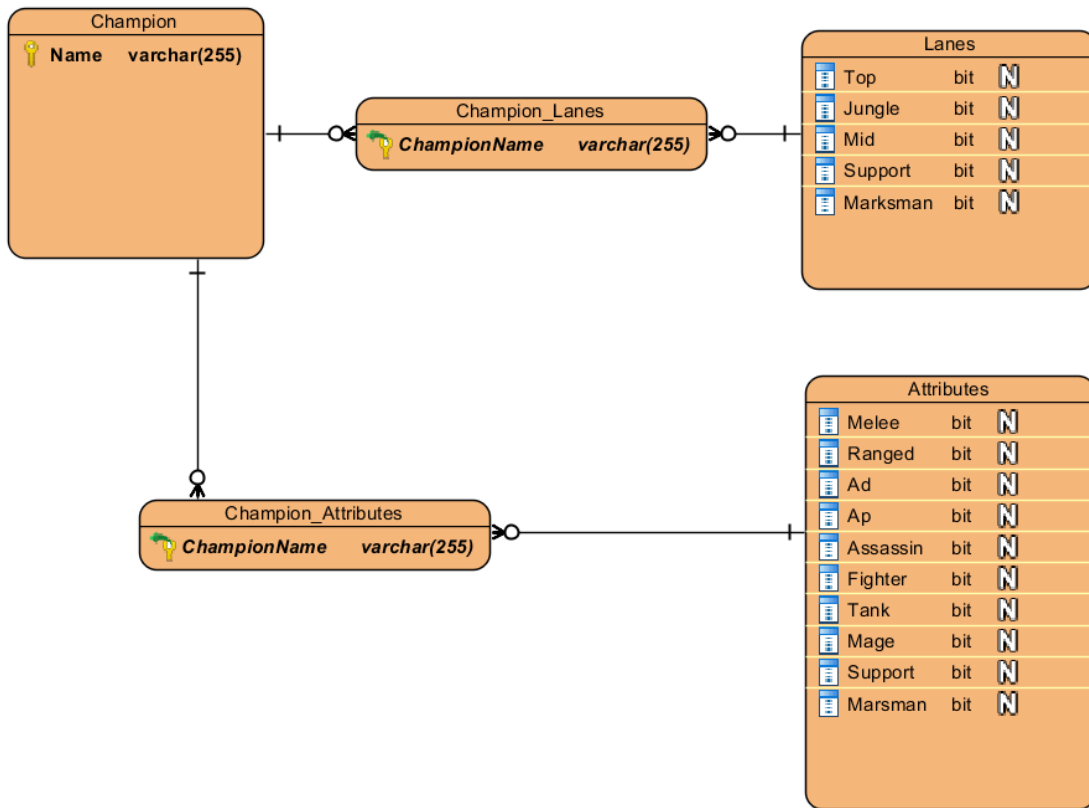 Champion
Name varchar(255)
Champion_Lanes
ChampionName varchar(255)
Lanes
Top bit N
Jungle bit N
Mid bit N
Support bit N
Marksman bit N
Champion_Attributes
ChampionName varchar(255)
Attributes
Melee bit N
Ranged bit N
Ad bit N
Ap bit N
Assassin bit N
Fighter bit N
Tank bit N
Mage bit N
Support bit N
Marsman bit N